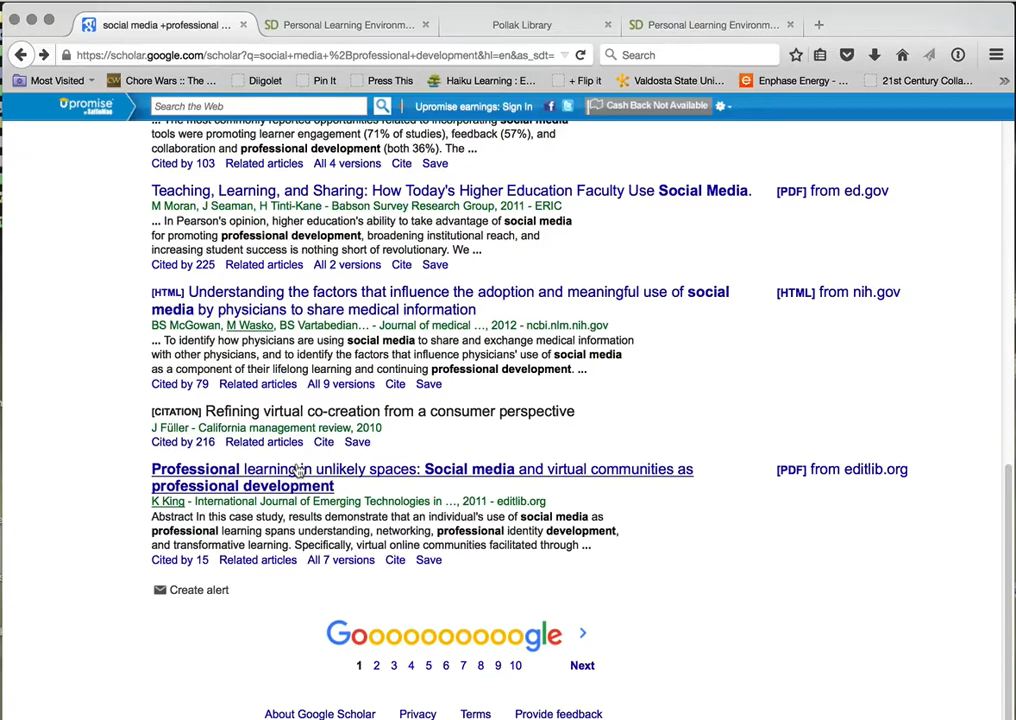 social media +professional ...
Personal Learning Environm...
Pollak Library
Personal Learning Environm...
https://scholar.google.com/scholar?q=social+media+%2Bprofessional+development&hl=en&as_sdt=
Search
Most Visited
Chore Wars :: The ...
Diigolet
Pin It
Press This
Haiku Learning : E...
+ Flip it
Valdosta State Uni...
Enphase Energy - ...
21st Century Colla...
Upromise
Search the Web
Upromise earnings: Sign In
Cash Back Not Available
tools were promoting learner engagement (71% of studies), feedback (57%), and
collaboration and professional development (both 36%). The ...
Cited by 103 Related articles All 4 versions Cite Save
Teaching, Learning, and Sharing: How Today's Higher Education Faculty Use Social Media.
[PDF] from ed.gov
M Moran, J Seaman, H Tinti-Kane - Babson Survey Research Group, 2011 - ERIC
... In Pearson's opinion, higher education's ability to take advantage of social media
for promoting professional development, broadening institutional reach, and
increasing student success is nothing short of revolutionary. We ...
Cited by 225 Related articles All 2 versions Cite Save
[HTML] Understanding the factors that influence the adoption and meaningful use of social
media by physicians to share medical information
[HTML] from nih.gov
BS McGowan, M Wasko, BS Vartabedian... - Journal of medical ..., 2012 - ncbi.nlm.nih.gov
... To identify how physicians are using social media to share and exchange medical information
with other physicians, and to identify the factors that influence physicians' use of social media
as a component of their lifelong learning and continuing professional development. ...
Cited by 79 Related articles All 9 versions Cite Save
[CITATION] Refining virtual co-creation from a consumer perspective
J Füller - California management review, 2010
Cited by 216 Related articles Cite Save
Professional learning in unlikely spaces: Social media and virtual communities as
professional development
[PDF] from editlib.org
K King - International Journal of Emerging Technologies in ..., 2011 - editlib.org
Abstract In this case study, results demonstrate that an individual's use of social media as
professional learning spans understanding, networking, professional identity development,
and transformative learning. Specifically, virtual online communities facilitated through ...
Cited by 15 Related articles All 7 versions Cite Save
Create alert
Goooooooooogle
1 2 3 4 5 6 7 8 9 10 Next
About Google Scholar Privacy Terms Provide feedback